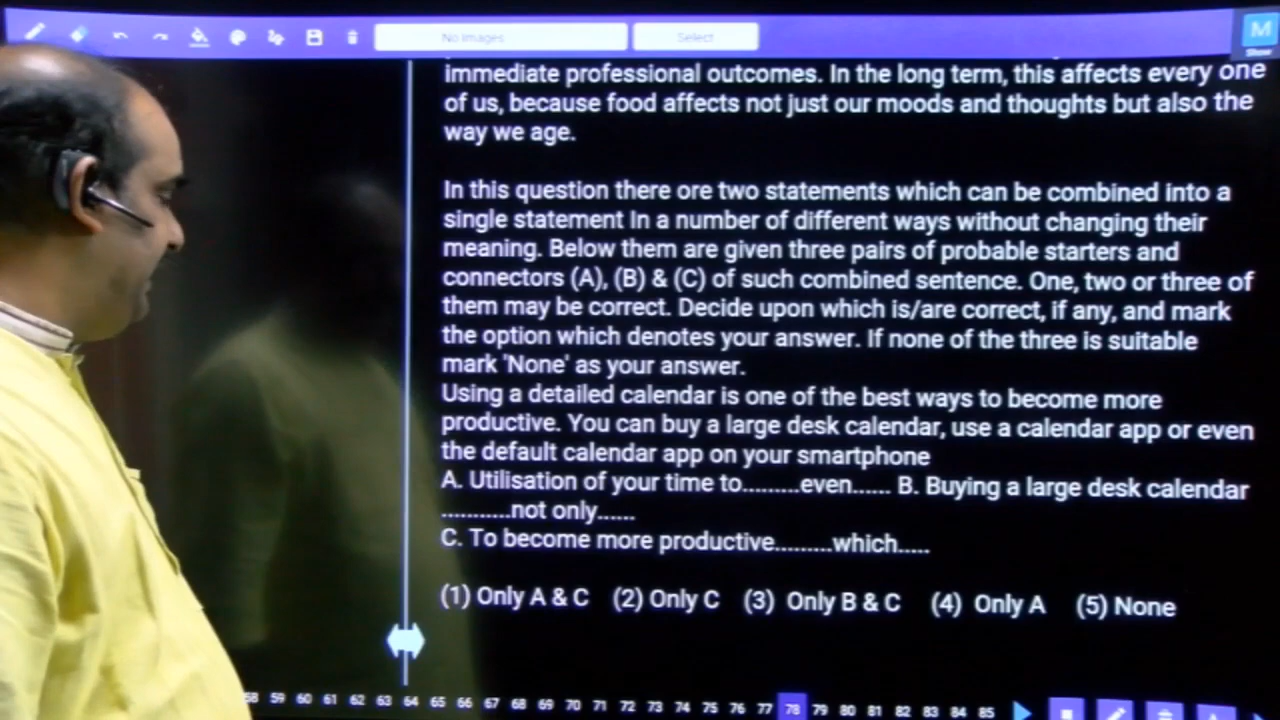 No Images
Select
M
Show
immediate professional outcomes. In the long term, this affects every one
of us, because food affects not just our moods and thoughts but also the
way we age.
In this question there ore two statements which can be combined into a
single statement In a number of different ways without changing their
meaning. Below them are given three pairs of probable starters and
connectors (A), (B) & (C) of such combined sentence. One, two or three of
them may be correct. Decide upon which is/are correct, if any, and mark
the option which denotes your answer. If none of the three is suitable
mark 'None' as your answer.
Using a detailed calendar is one of the best ways to become more
productive. You can buy a large desk calendar, use a calendar app or even
the default calendar app on your smartphone
A. Utilisation of your time to.........even...... B. Buying a large desk calendar
...........not only......
C. To become more productive.........which.....
(1) Only A & C (2) Only C (3) Only B & C (4) Only A (5) None
58 59 60 61 62 63 64 65 66 67 68 69 70 71 72 73 74 75 76 77 78 79 80 81 82 83 84 85